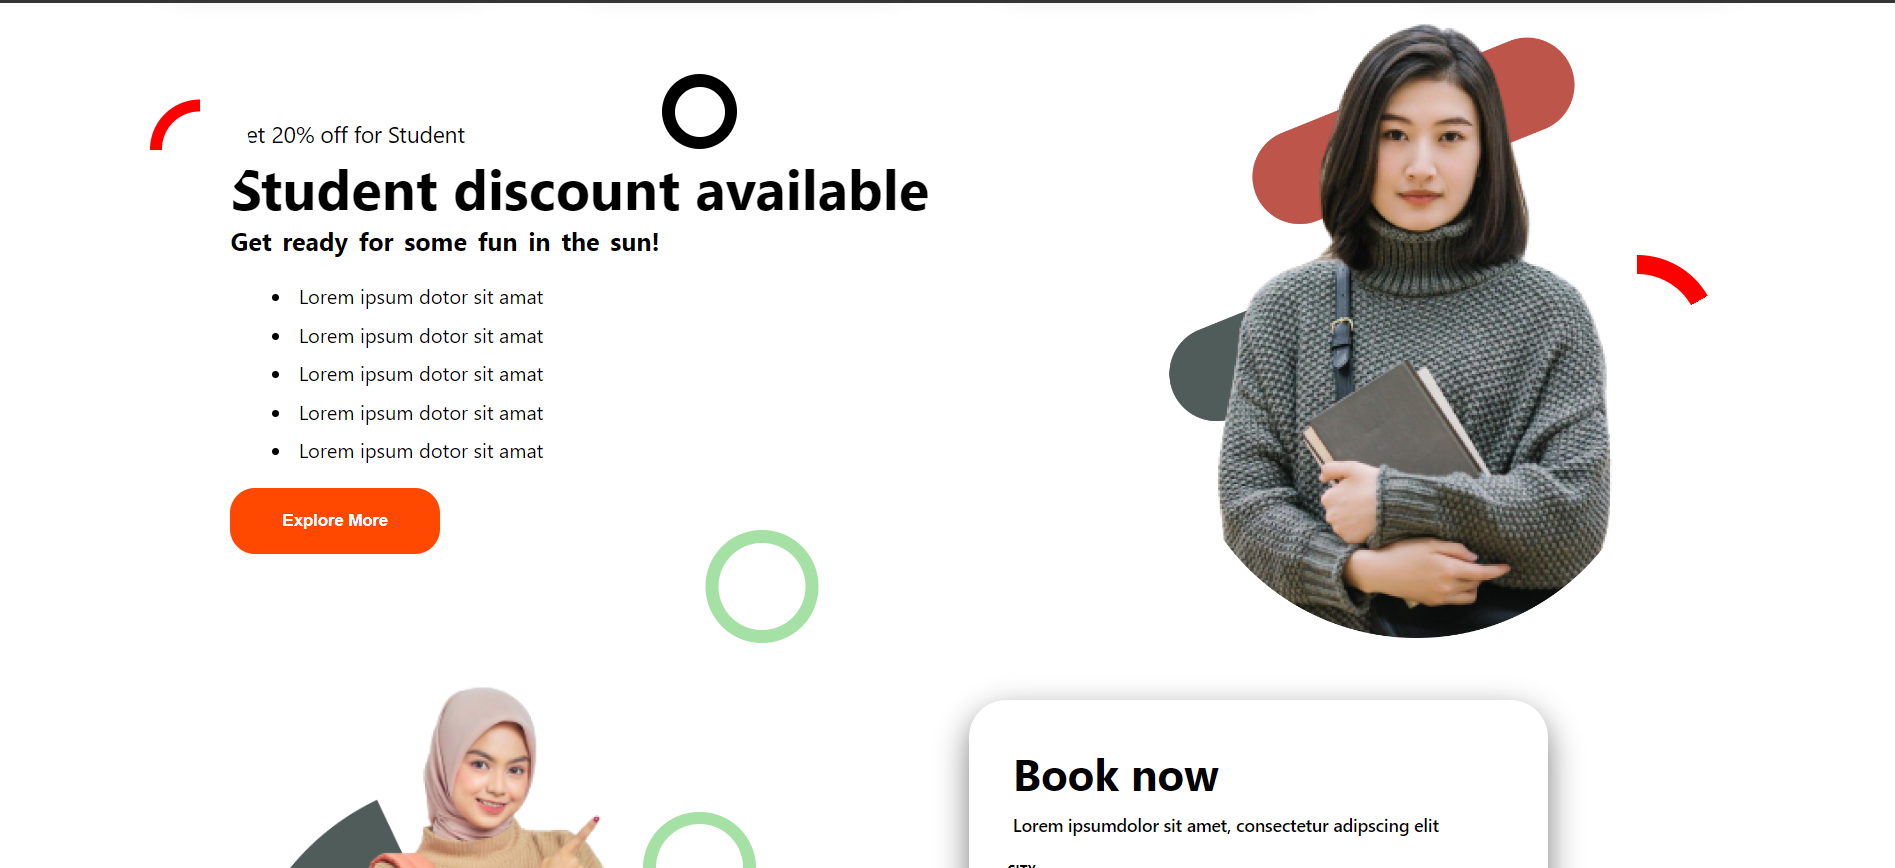 et 20% off for Student
Student discount available
Get ready for some fun in the sun!
Lorem ipsum dotor sit amat
Lorem ipsum dotor sit amat
Lorem ipsum dotor sit amat
Lorem ipsum dotor sit amat
Lorem ipsum dotor sit amat
Explore More
Book now
Lorem ipsumdolor sit amet, consectetur adipscing elit
CITY